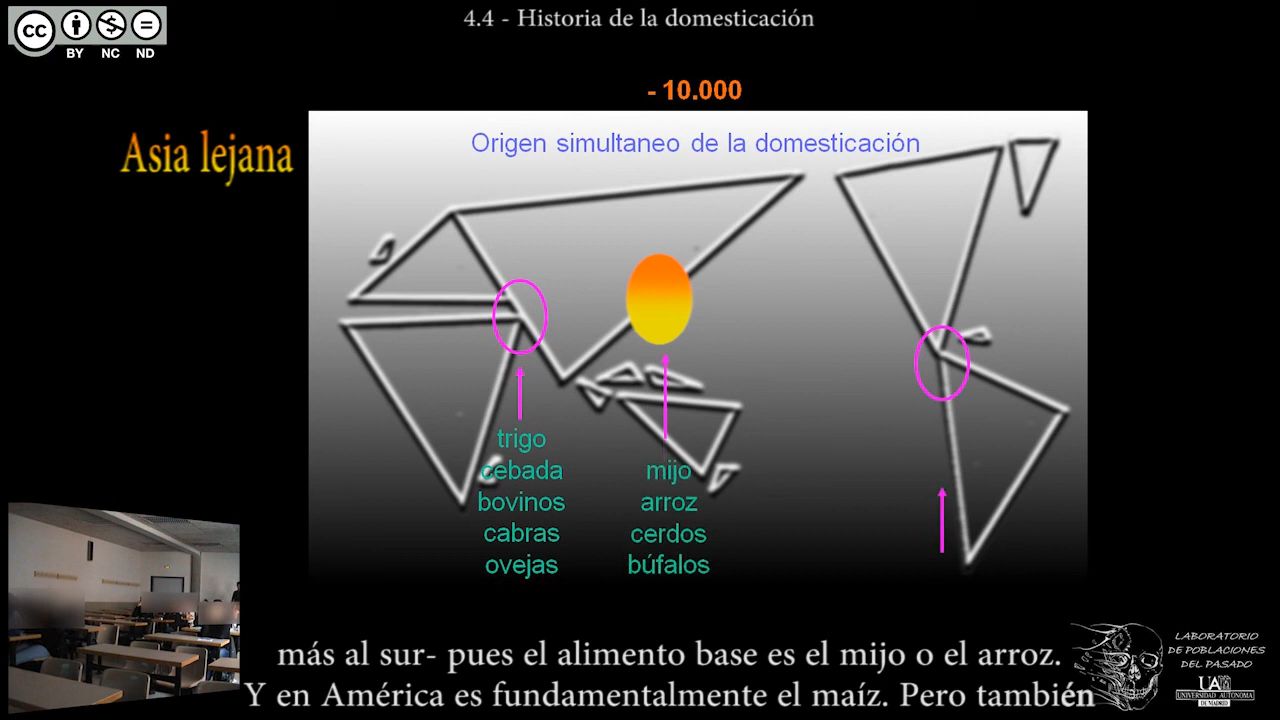 cc
BY NC ND
4.4 - Historia de la domesticación
- 10.000
Asia lejana
Origen simultaneo de la domesticación
trigo
cebada
bovinos
cabras
ovejas
mijo
arroz
cerdos
búfalos
más al sur- pues el alimento base es el mijo o el arroz.
Y en América es fundamentalmente el maíz. Pero también
LABORATORIO
DE POBLACIONES
DEL PASADO
UA
UNIVERSIDAD AUTONOMA
DE MADRID